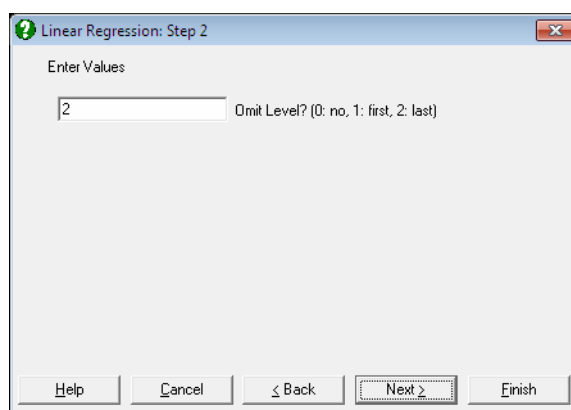 Linear Regression: Step 2
Enter Values
2 Omit Level? (0: no, 1: first, 2: last)
Help Cancel < Back Next > Finish